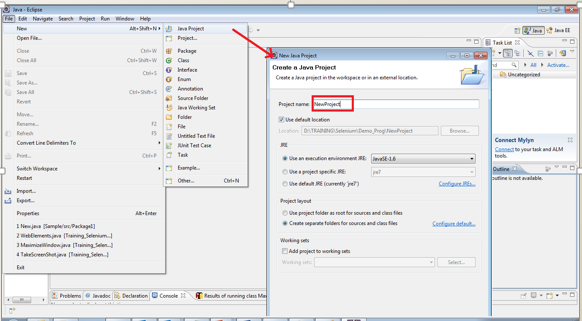 Java - Eclipse
File Edit Navigate Search Project Run Window Help
New Alt+Shift+N
Open File...
Close Ctrl+W
Close All Ctrl+Shift+W
Save Ctrl+S
Save As...
Save All Ctrl+Shift+S
Revert
Move...
Rename... F2
Refresh F5
Convert Line Delimiters To
Print... Ctrl+P
Switch Workspace
Restart
Import...
Export...
Properties Alt+Enter
1 New.java [Sample/src/Package1]
2 WebElements.java [Training_Selenium...]
3 MaximizeWindow.java [Training_Selen...]
4 TakeScreenShot.java [Training_Selen...]
Exit
Java Project
Project...
Package
Class
Interface
Enum
Annotation
Source Folder
Java Working Set
Folder
File
Untitled Text File
JUnit Test Case
Task
Example...
Other... Ctrl+N
New Java Project
Create a Java Project
Create a Java project in the workspace or in an external location.
Project name: NewProject
Use default location
Location: D:\TRAINING\Selenium\Demo_Prog\NewProject Browse...
JRE
Use an execution environment JRE: JavaSE-1.6
Use a project specific JRE: jre7
Use default JRE (currently 'jre7') Configure JREs...
Project layout
Use project folder as root for sources and class files
Create separate folders for sources and class files Configure default...
Working sets
Add project to working sets
Working sets: Select...
Java Java EE
Task List
All Activate...
Uncategorized
Connect Mylyn
Connect to your task and ALM
Outline
outline is not available.
Problems Javadoc Declaration Console Results of running class Ma